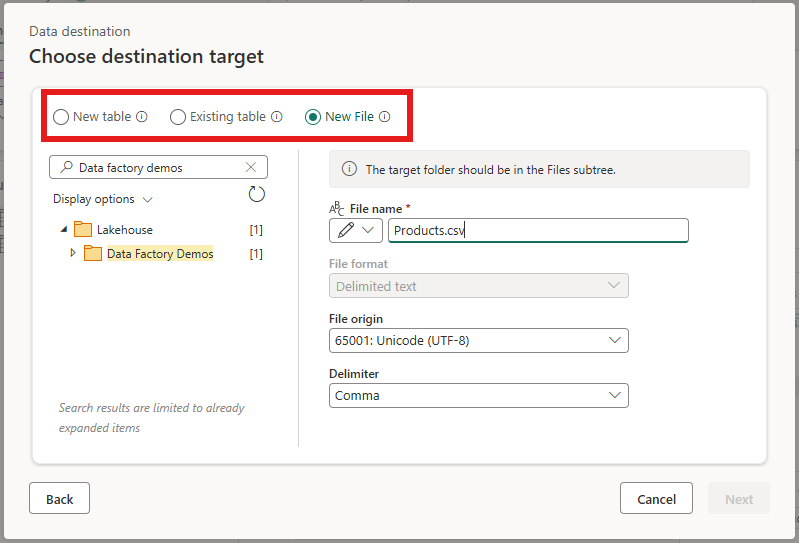 Data destination
Choose destination target
New table
Existing table
New File
Data factory demos
Display options
Lakehouse [1]
Data Factory Demos [1]
Search results are limited to already
expanded items
The target folder should be in the Files subtree.
ABC File name *
Products.csv
File format
Delimited text
File origin
65001: Unicode (UTF-8)
Delimiter
Comma
Back
Cancel
Next